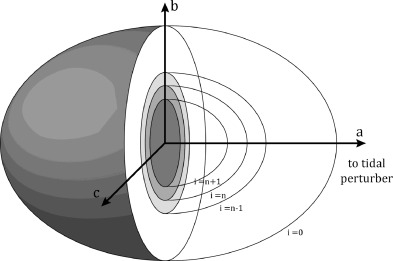 b
a
to tidal
perturber
c
i =n+1
i =n
i =n-1
i =0